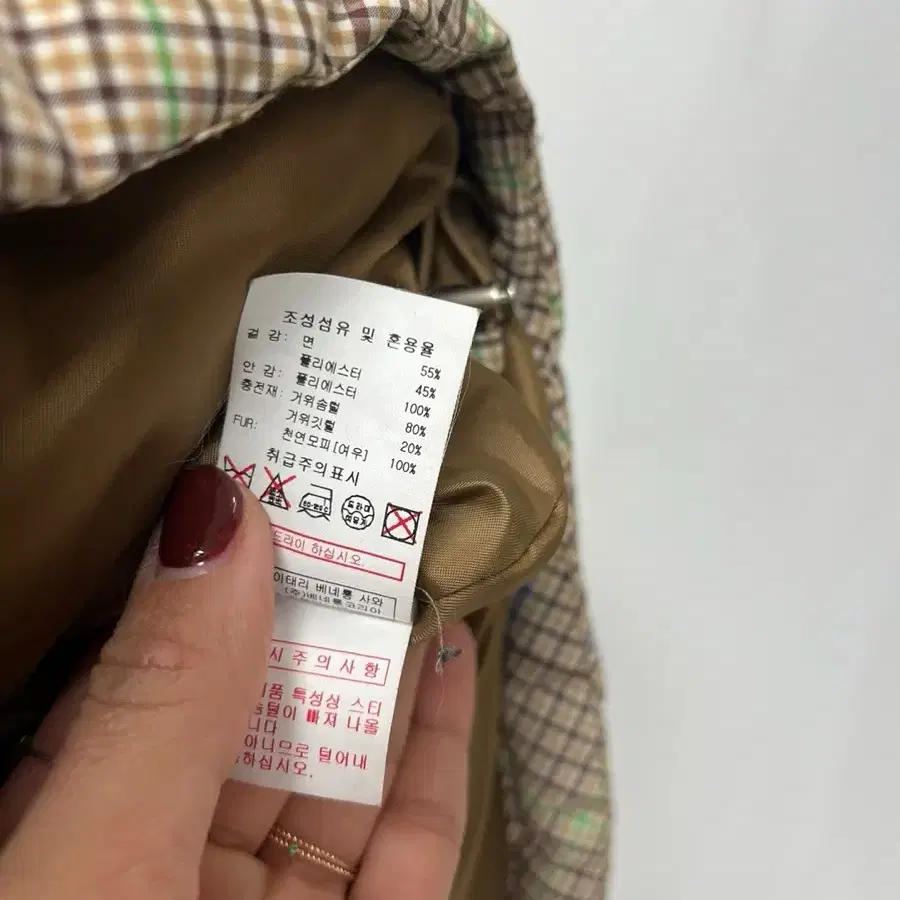 조성섬유 및 혼용율
겉 감: 면 55%
폴리에스터 45%
안 감: 폴리에스터 100%
충전재: 거위솜털 80%
거위깃털 20%
FUR: 천연모피[여우] 100%
취급주의표시
드라이
드라이 하십시오.
이태리 베네통 사와
(주)베네통코리아
시 주 의 사 항
품 특성상 스티
솜털이 빠져 나올
니다
아니므로 털어내
하십시오.